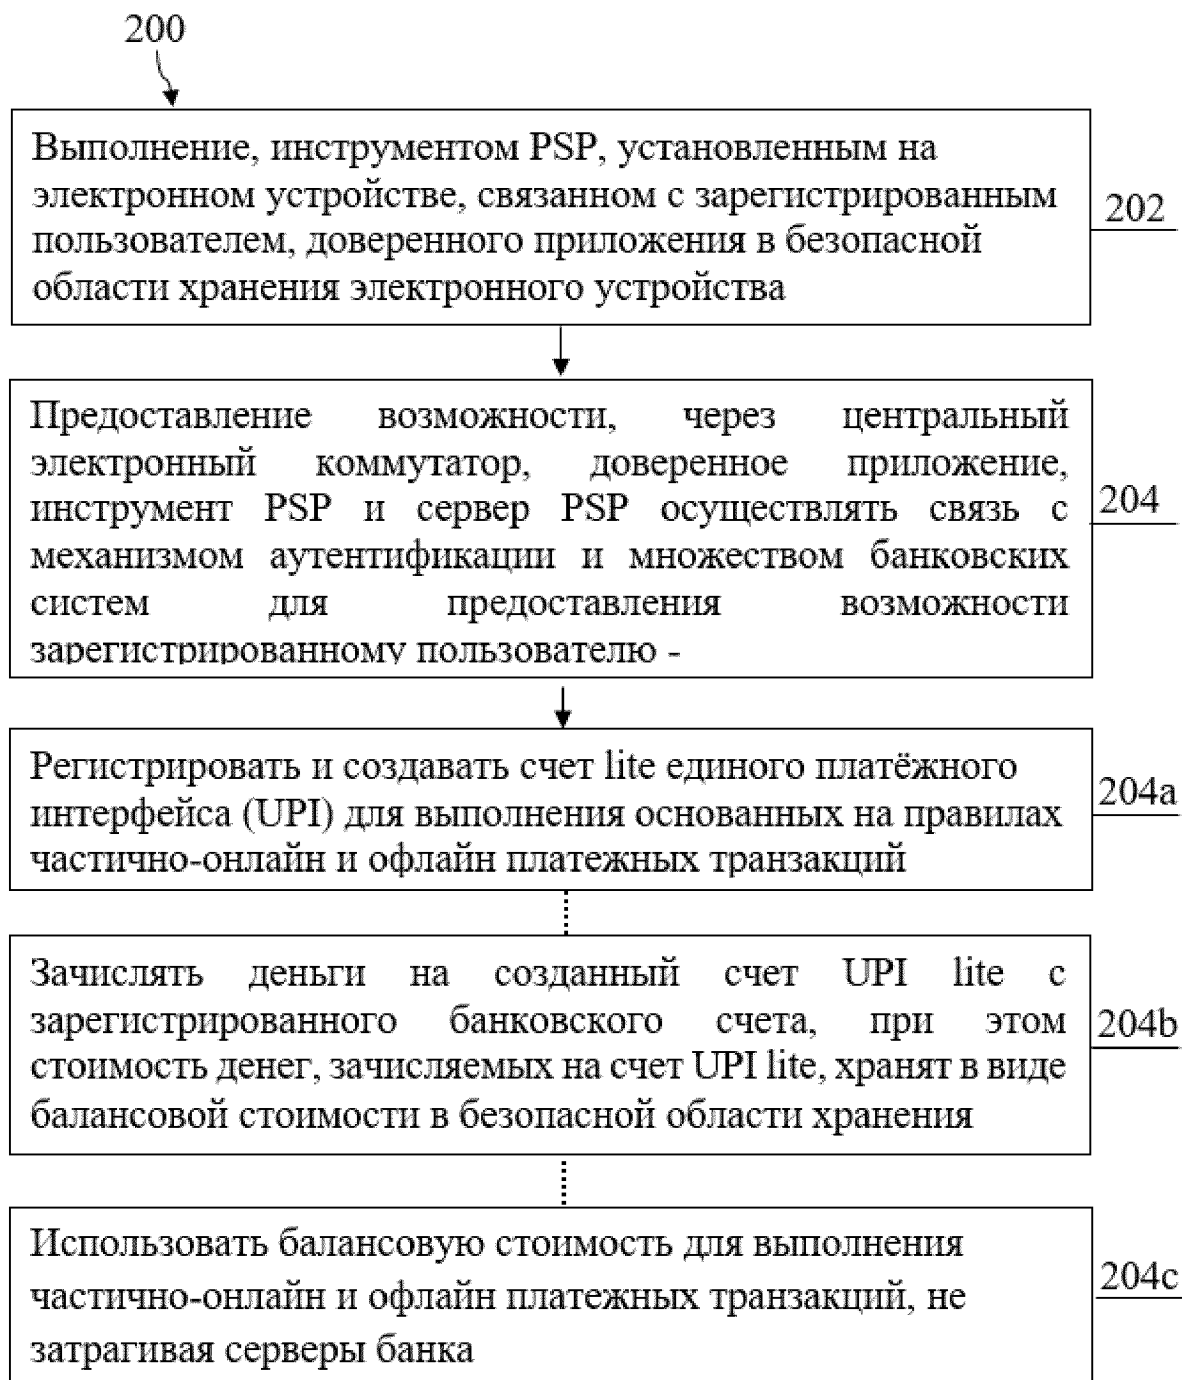 200
Выполнение, инструментом PSP, установленным на
электронном устройстве, связанном с зарегистрированным
пользователем, доверенного приложения в безопасной
области хранения электронного устройства
202
Предоставление возможности, через центральный
электронный коммутатор, доверенное приложение,
инструмент PSP и сервер PSP осуществлять связь с
механизмом аутентификации и множеством банковских
систем для предоставления возможности
зарегистрированному пользователю -
204
Регистрировать и создавать счет lite единого платёжного
интерфейса (UPI) для выполнения основанных на правилах
частично-онлайн и офлайн платежных транзакций
204a
Зачислять деньги на созданный счет UPI lite с
зарегистрированного банковского счета, при этом
стоимость денег, зачисляемых на счет UPI lite, хранят в виде
балансовой стоимости в безопасной области хранения
204b
Использовать балансовую стоимость для выполнения
частично-онлайн и офлайн платежных транзакций, не
затрагивая серверы банка
204c